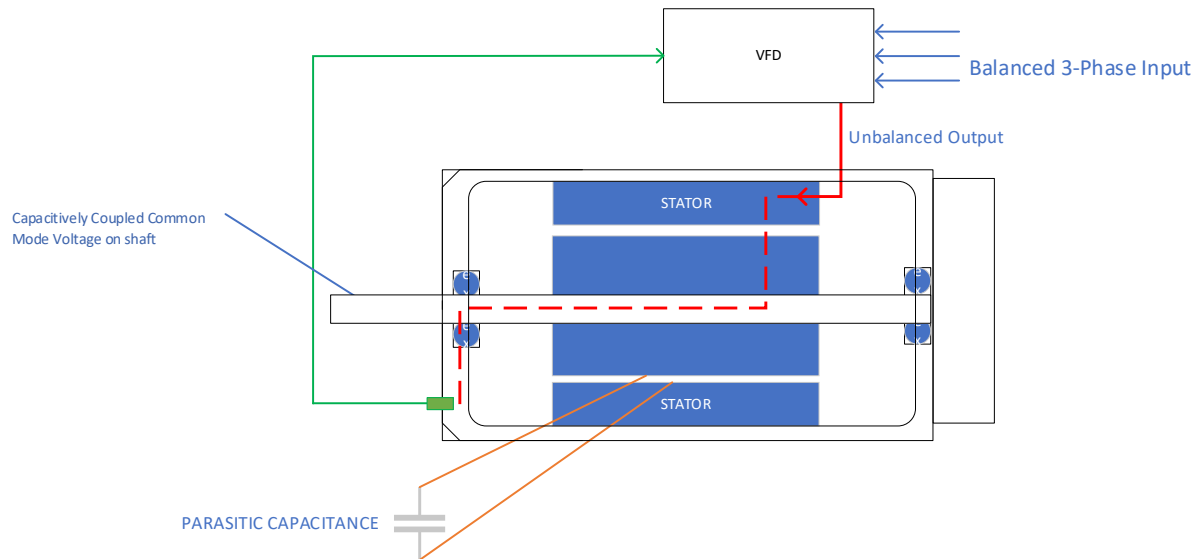 VFD
Balanced 3-Phase Input
Unbalanced Output
STATOR
Capacitively Coupled Common
Mode Voltage on shaft
STATOR
PARASITIC CAPACITANCE